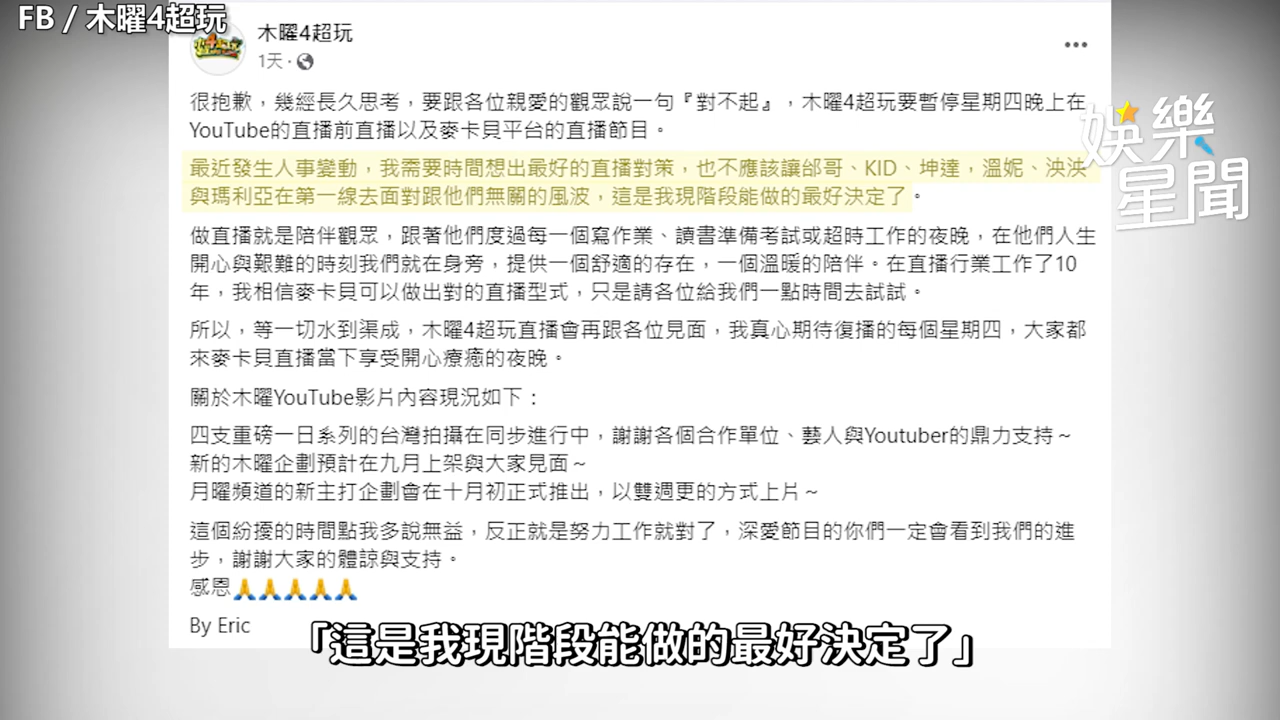 FB / 木曜4超玩
木曜4超玩
1天
很抱歉，幾經長久思考，要跟各位親愛的觀眾說一句『對不起』，木曜4超玩要暫停星期四晚上在
YouTube的直播前直播以及麥卡貝平台的直播節目。
最近發生人事變動，我需要時間想出最好的直播對策，也不應該讓邰哥、KID、坤達，溫妮、泱泱
與瑪利亞在第一線去面對跟他們無關的風波，這是我現階段能做的最好決定了。
做直播就是陪伴觀眾，跟著他們度過每一個寫作業、讀書準備考試或超時工作的夜晚，在他們人生
開心與艱難的時刻我們就在身旁，提供一個舒適的存在，一個溫暖的陪伴。在直播行業工作了10
年，我相信麥卡貝可以做出對的直播型式，只是請各位給我們一點時間去試試。
所以，等一切水到渠成，木曜4超玩直播會再跟各位見面，我真心期待復播的每個星期四，大家都
來麥卡貝直播當下享受開心療癒的夜晚。
關於木曜YouTube影片內容現況如下：
四支重磅一日系列的台灣拍攝在同步進行中，謝謝各個合作單位、藝人與Youtuber的鼎力支持～
新的木曜企劃預計在九月上架與大家見面～
月曜頻道的新主打企劃會在十月初正式推出，以雙週更的方式上片～
這個紛擾的時間點我多說無益，反正就是努力工作就對了，深愛節目的你們一定會看到我們的進
步，謝謝大家的體諒與支持。
感恩🙏🙏🙏🙏🙏
By Eric
娛樂
星聞
「這是我現階段能做的最好決定了」